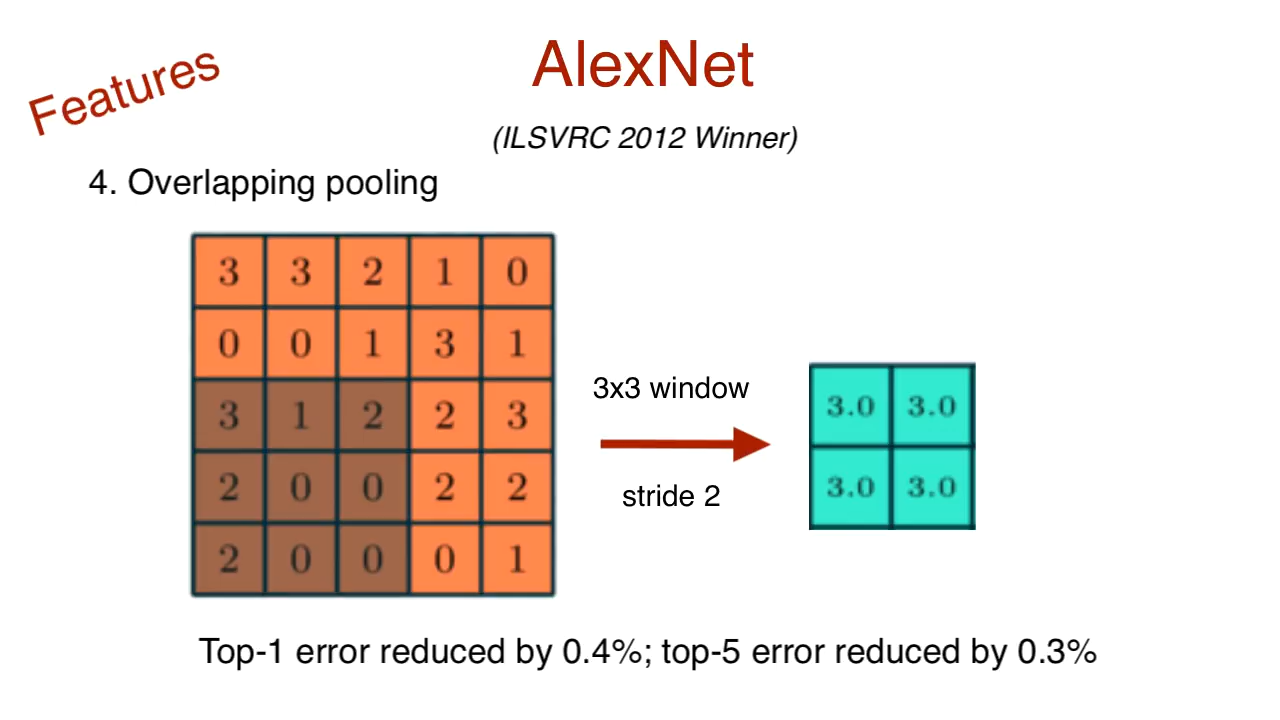 Features
AlexNet
(ILSVRC 2012 Winner)
4. Overlapping pooling
3 3 2 1 0
0 0 1 3 1
3 1 2 2 3
2 0 0 2 2
2 0 0 0 1
3x3 window
stride 2
3.0 3.0
3.0 3.0
Top-1 error reduced by 0.4%; top-5 error reduced by 0.3%